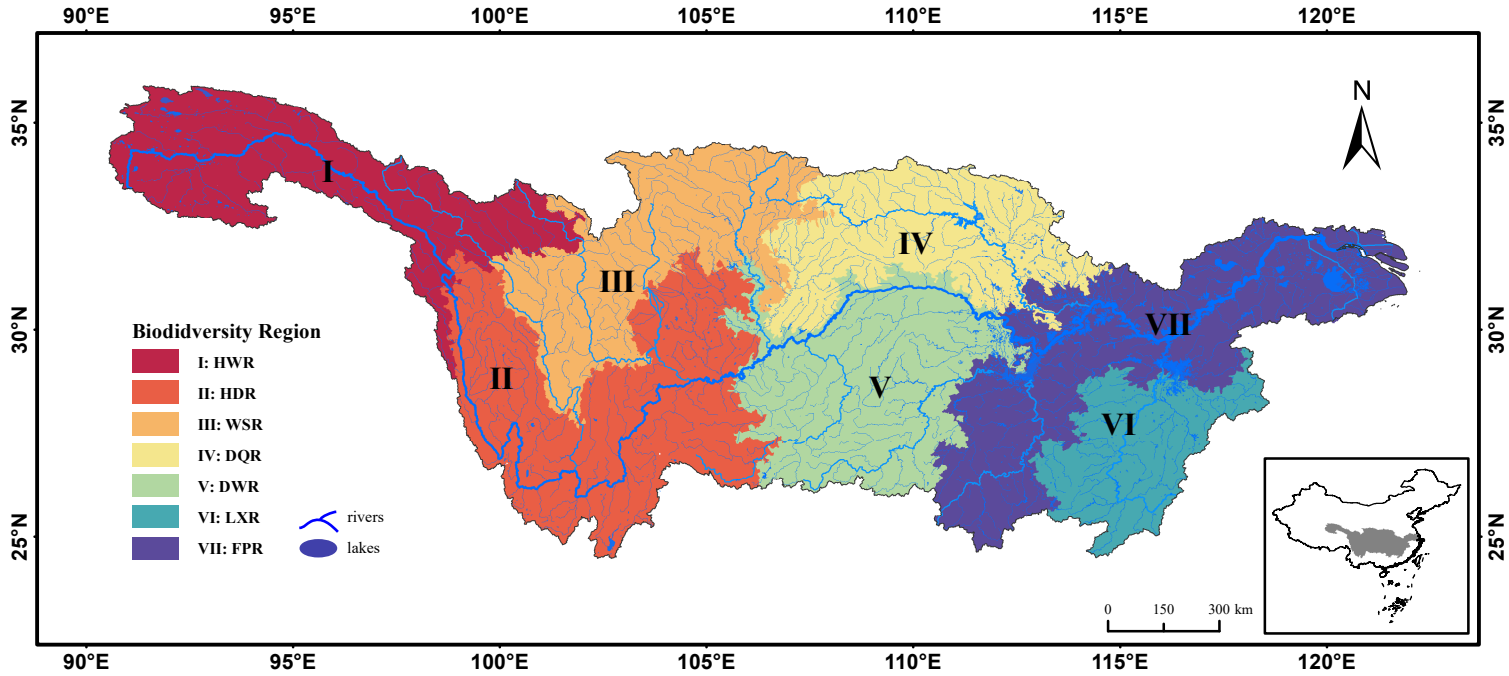 90°E 95°E 100°E 105°E 110°E 115°E 120°E
35°N 35°N
N
I
IV
III
30°N 30°N
VII
Biodidversity Region
I: HWR
II
V
II: HDR
III: WSR
VI
IV: DQR
V: DWR
VI: LXR
rivers
VII: FPR
lakes
25°N 25°N
0 150 300 km
90°E 95°E 100°E 105°E 110°E 115°E 120°E